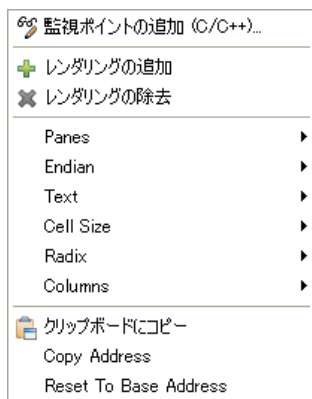 監視ポイントの追加 (C/C++)...
レンダリングの追加
レンダリングの除去
Panes
Endian
Text
Cell Size
Radix
Columns
クリップボードにコピー
Copy Address
Reset To Base Address